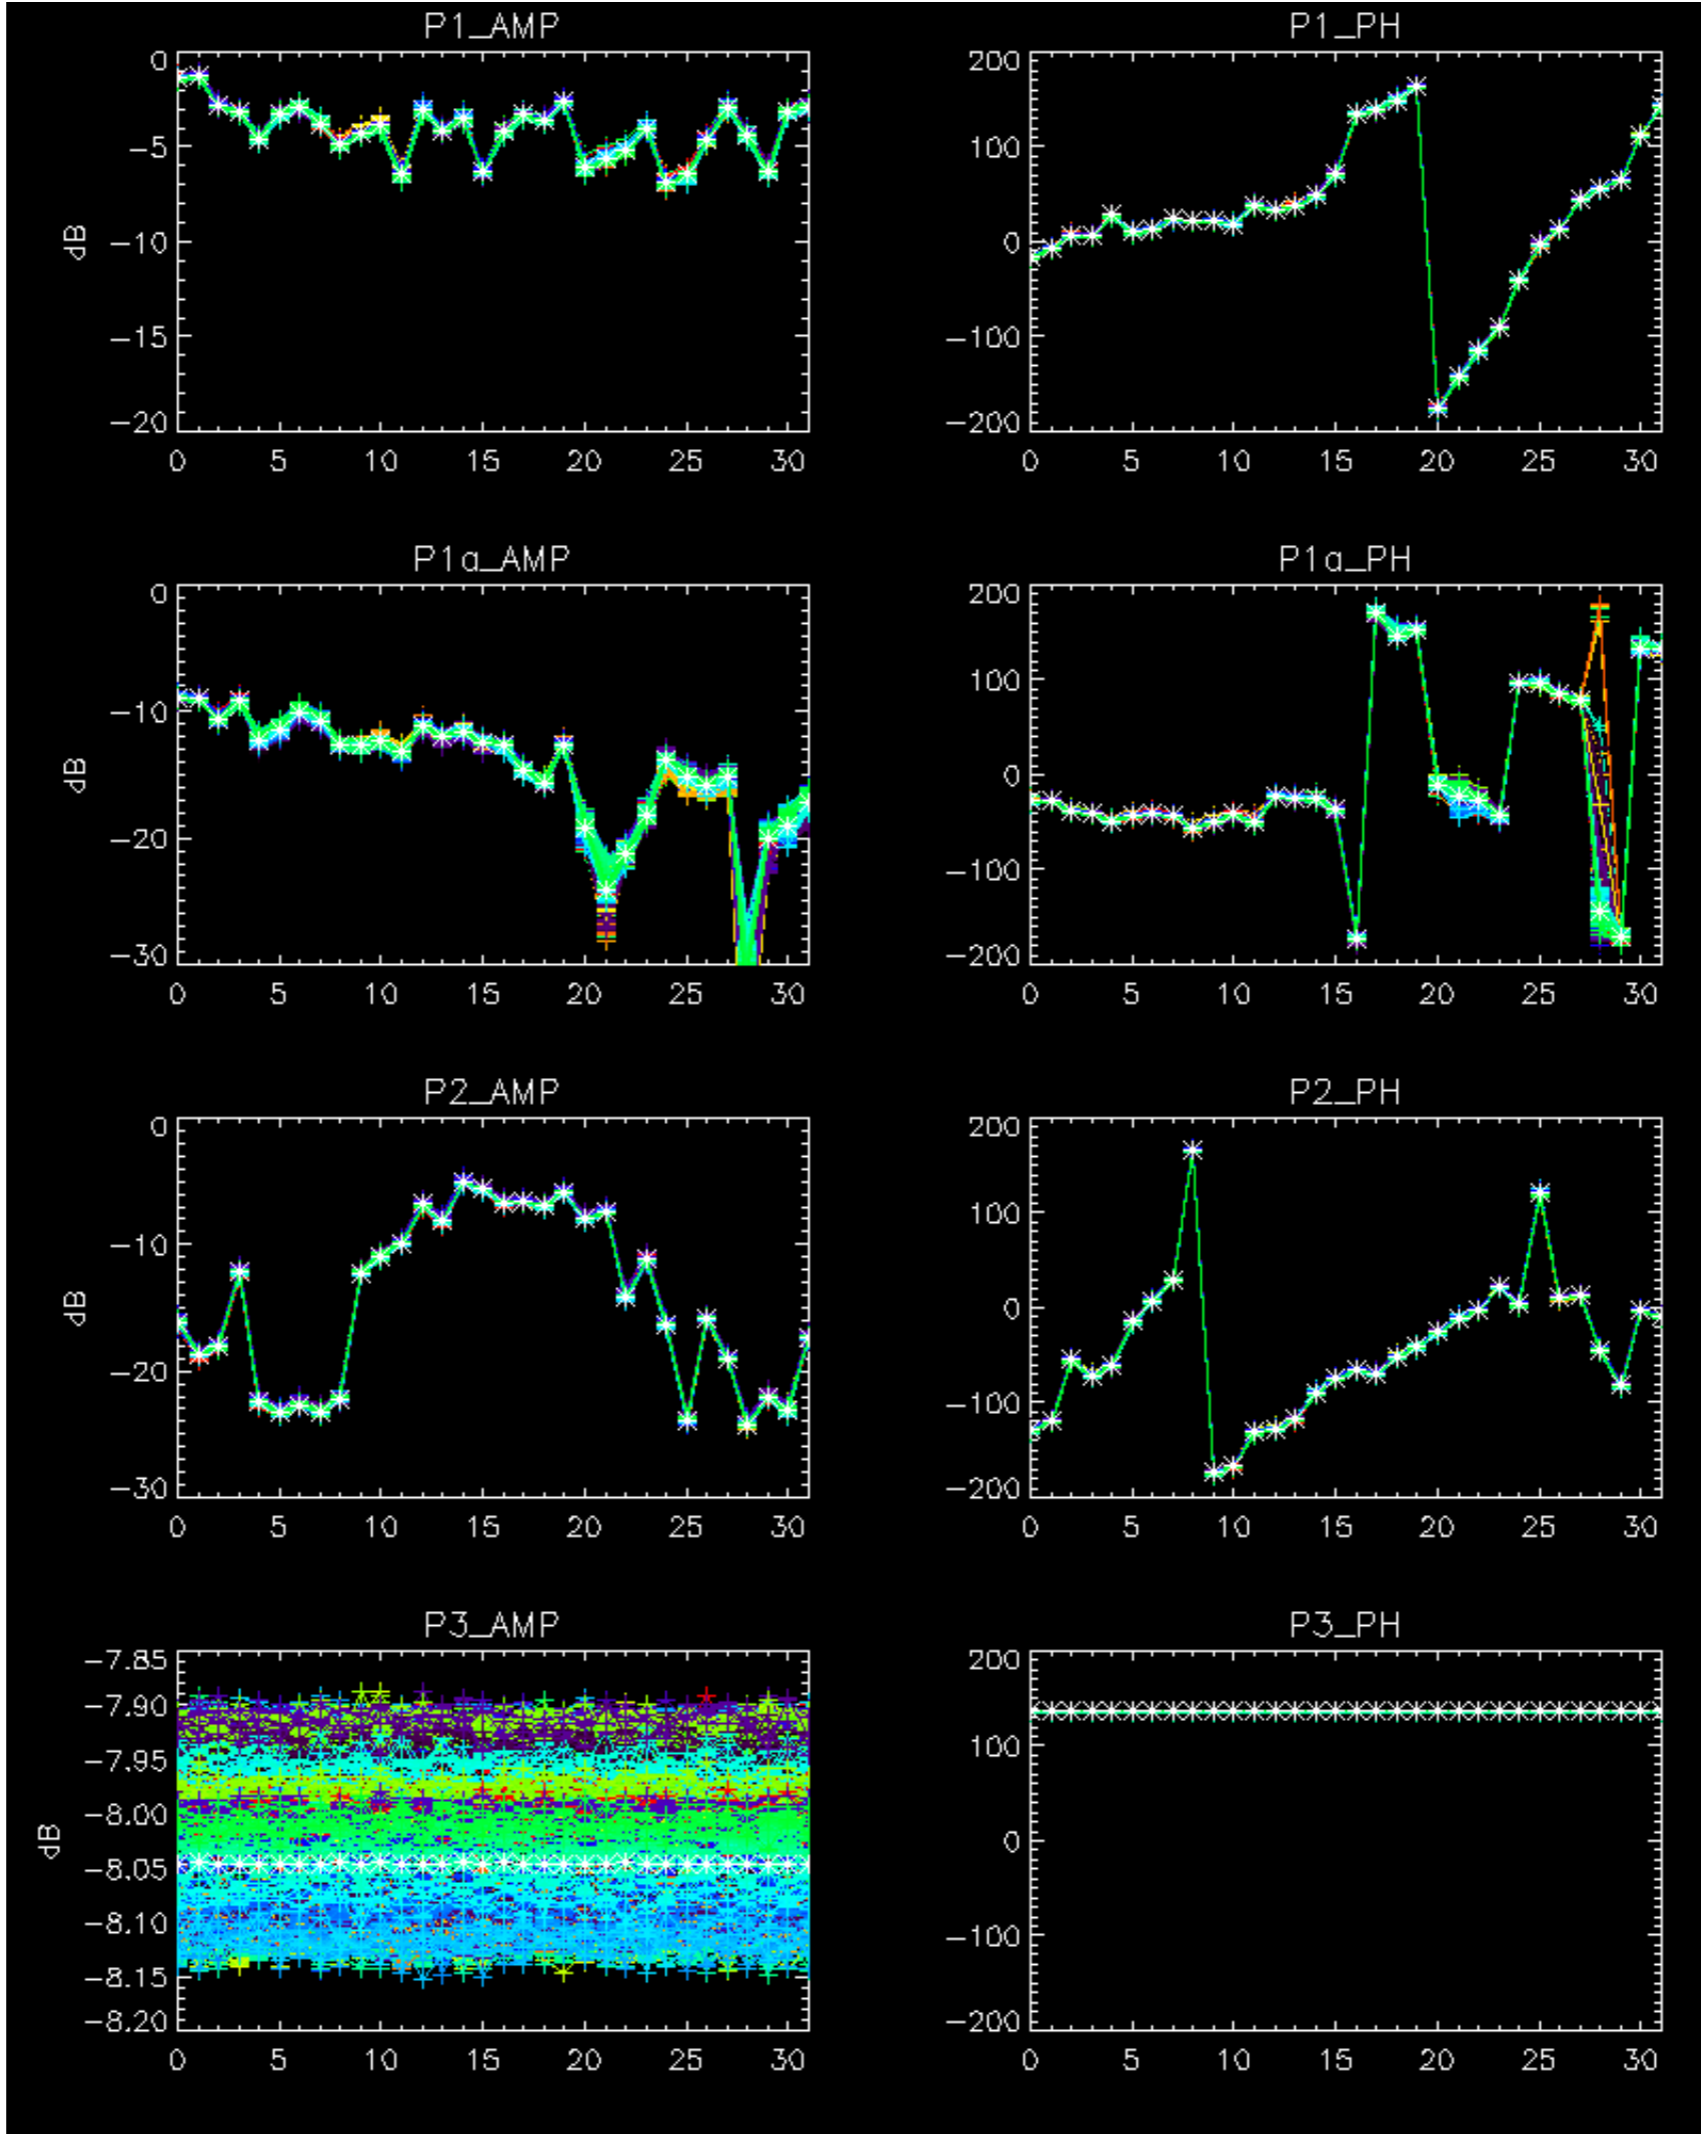 P1_AMP P1_PH
0 200
-5 100
dB -10 0
-15 -100
-20 -200
0 5 10 15 20 25 30 0 5 10 15 20 25 30
P1a_AMP P1a_PH
0 200
-10 100
dB 0
-20 -100
-30 -200
0 5 10 15 20 25 30 0 5 10 15 20 25 30
P2_AMP P2_PH
0 200
-10 100
dB 0
-20 -100
-30 -200
0 5 10 15 20 25 30 0 5 10 15 20 25 30
P3_AMP P3_PH
-7.85 200
-7.90
-7.95 100
-8.00
dB 0
-8.05
-8.10 -100
-8.15
-8.20 -200
0 5 10 15 20 25 30 0 5 10 15 20 25 30